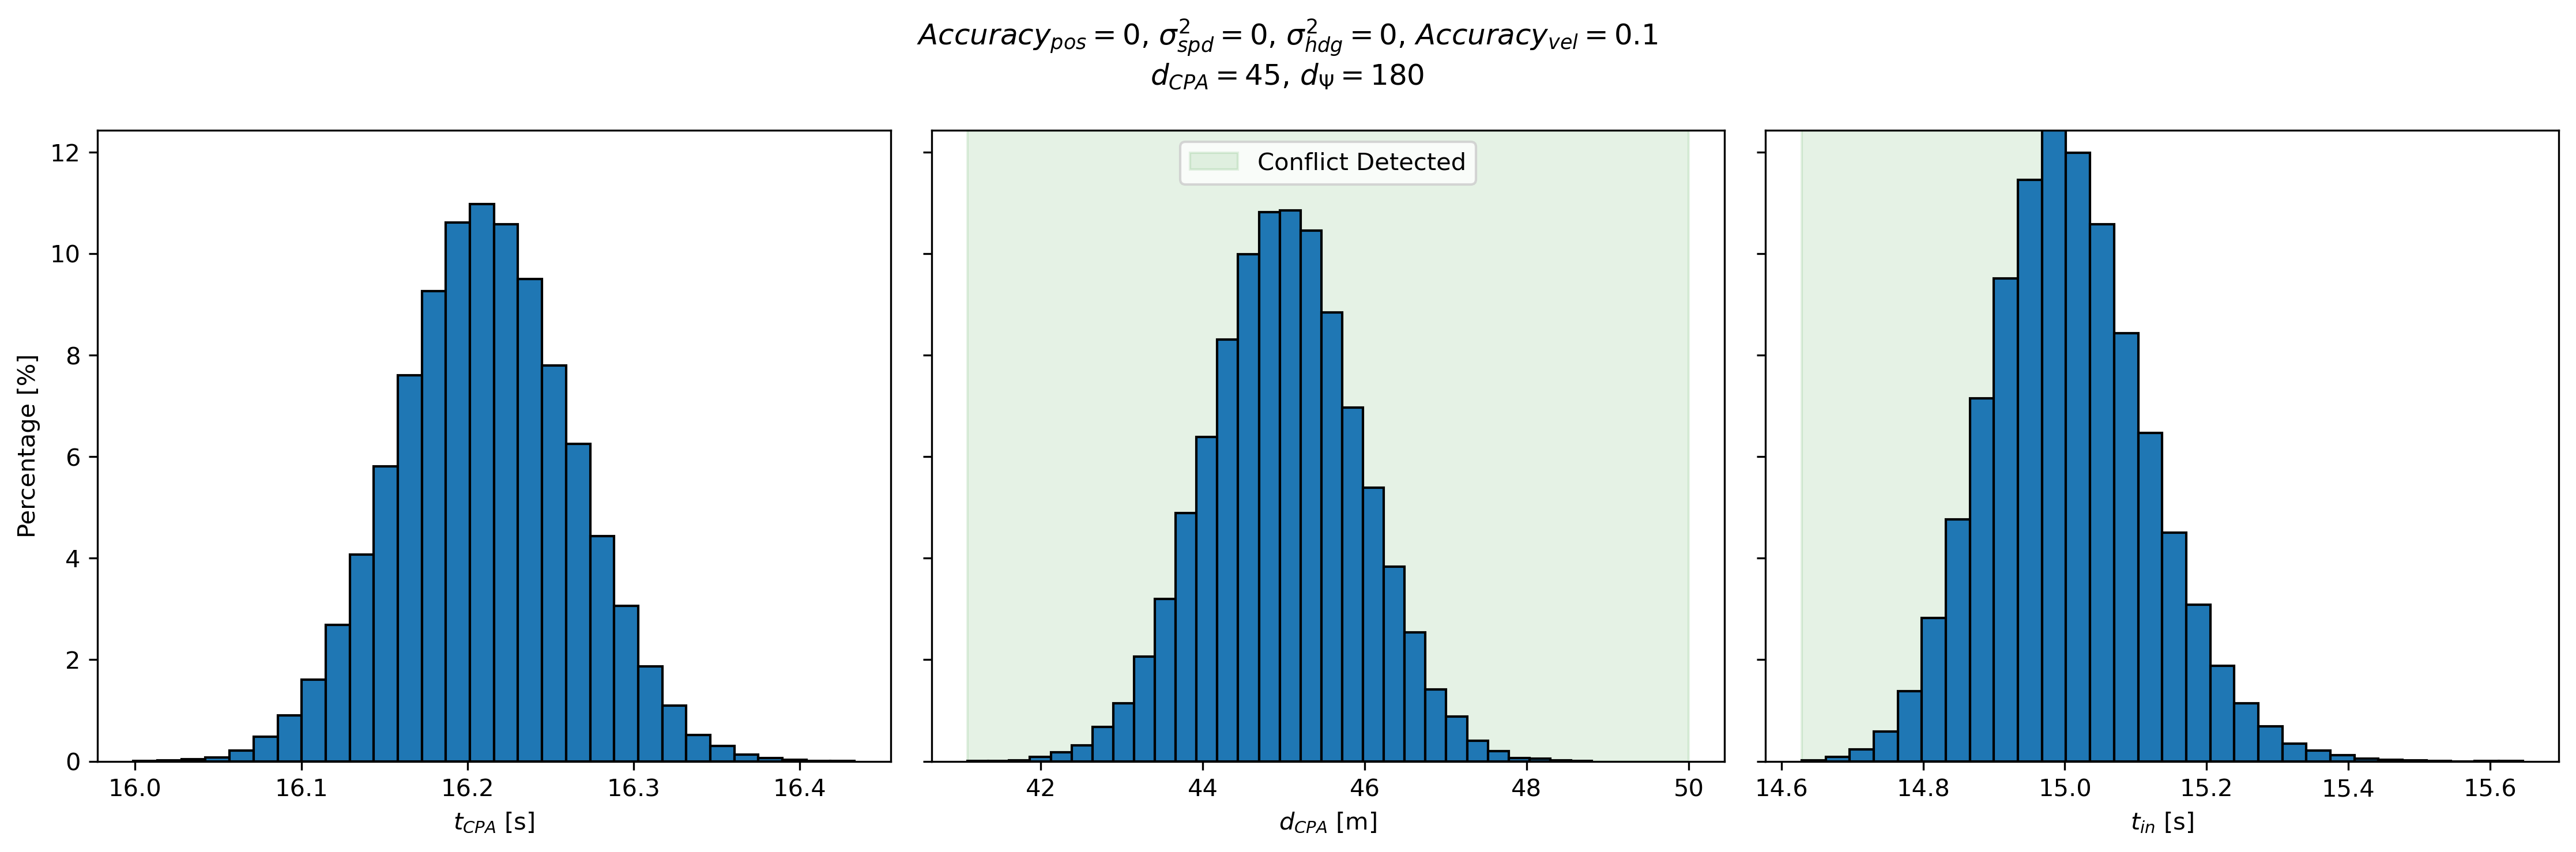 Accuracy_pos = 0, σ²_spd = 0, σ²_hdg = 0, Accuracy_vel = 0.1
d_CPA = 45, d_Ψ = 180
Percentage [%]
12
10
8
6
4
2
0
16.0 16.1 16.2 16.3 16.4
t_CPA [s]
Conflict Detected
42 44 46 48 50
d_CPA [m]
14.6 14.8 15.0 15.2 15.4 15.6
t_in [s]